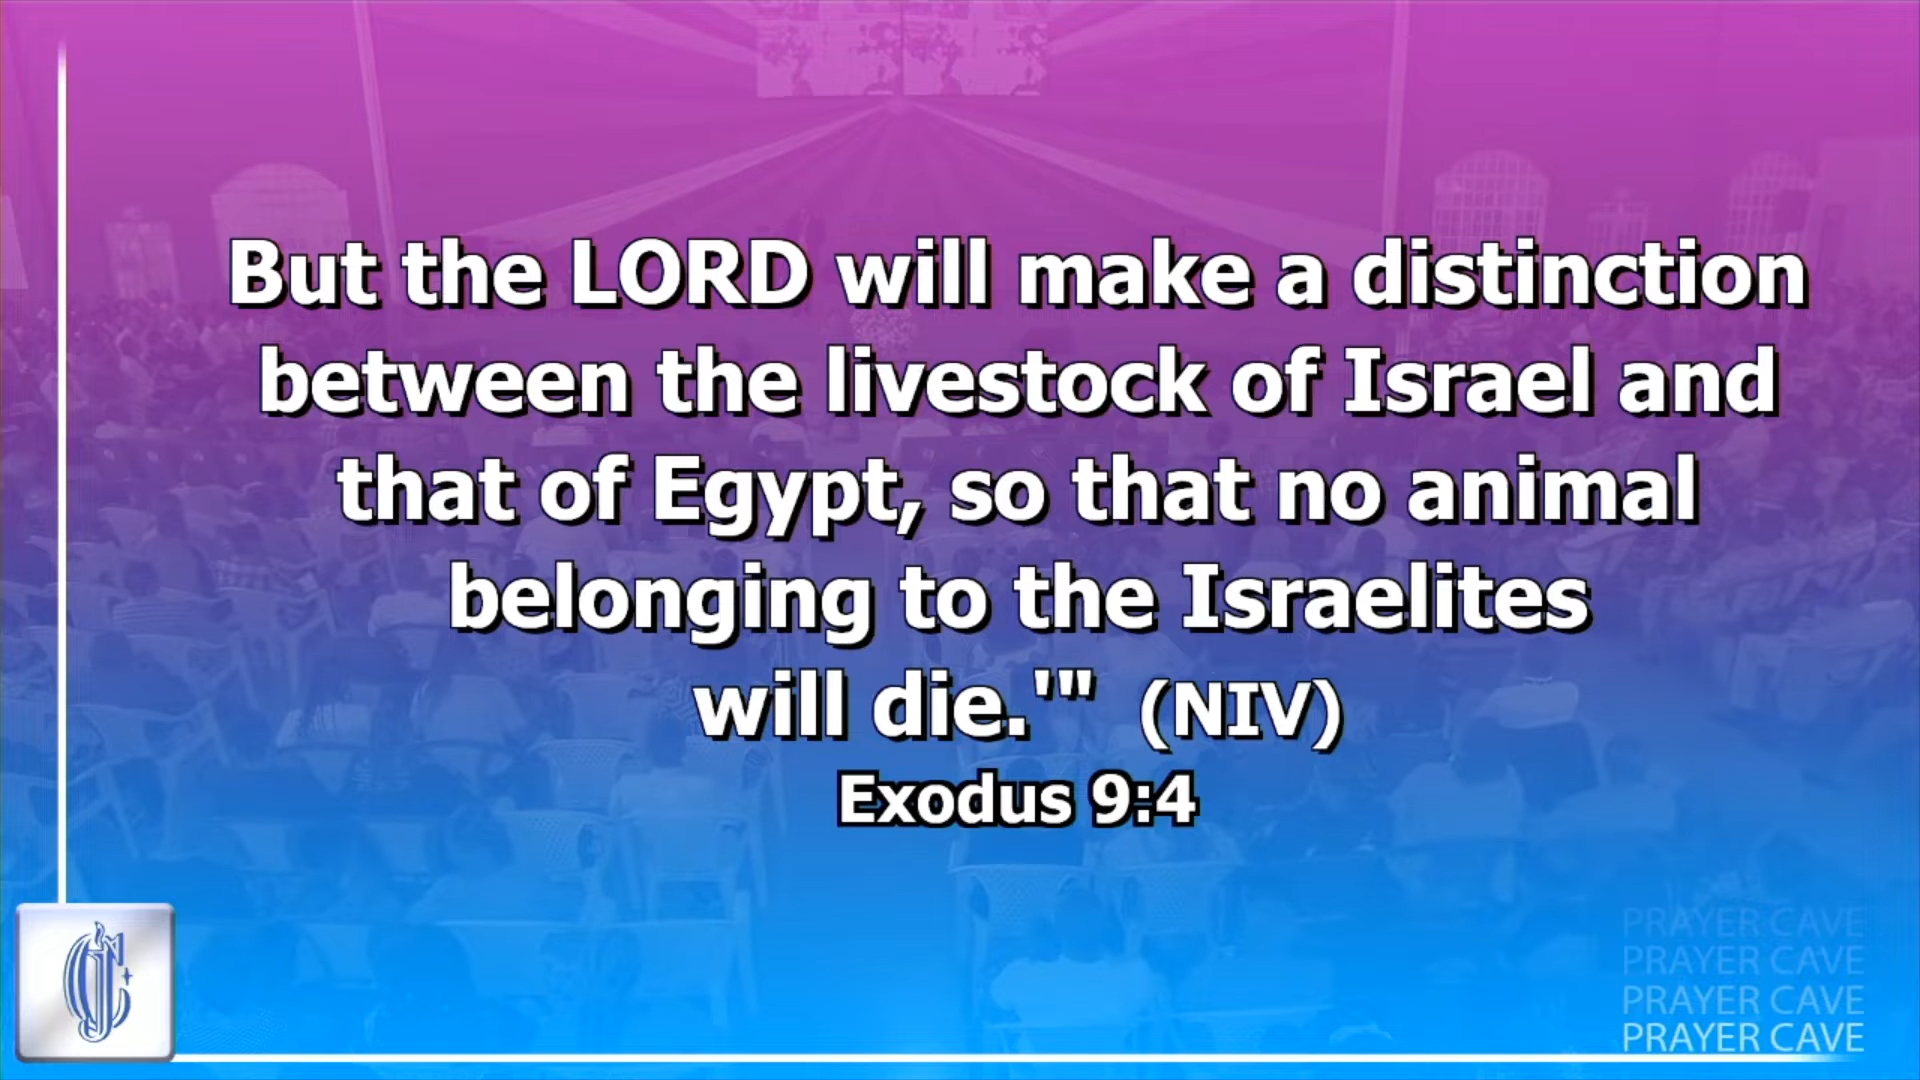 But the LORD will make a distinction
between the livestock of Israel and
that of Egypt, so that no animal
belonging to the Israelites
will die.'" (NIV)
Exodus 9:4
PRAYER CAVE
PRAYER CAVE
PRAYER CAVE
PRAYER CAVE